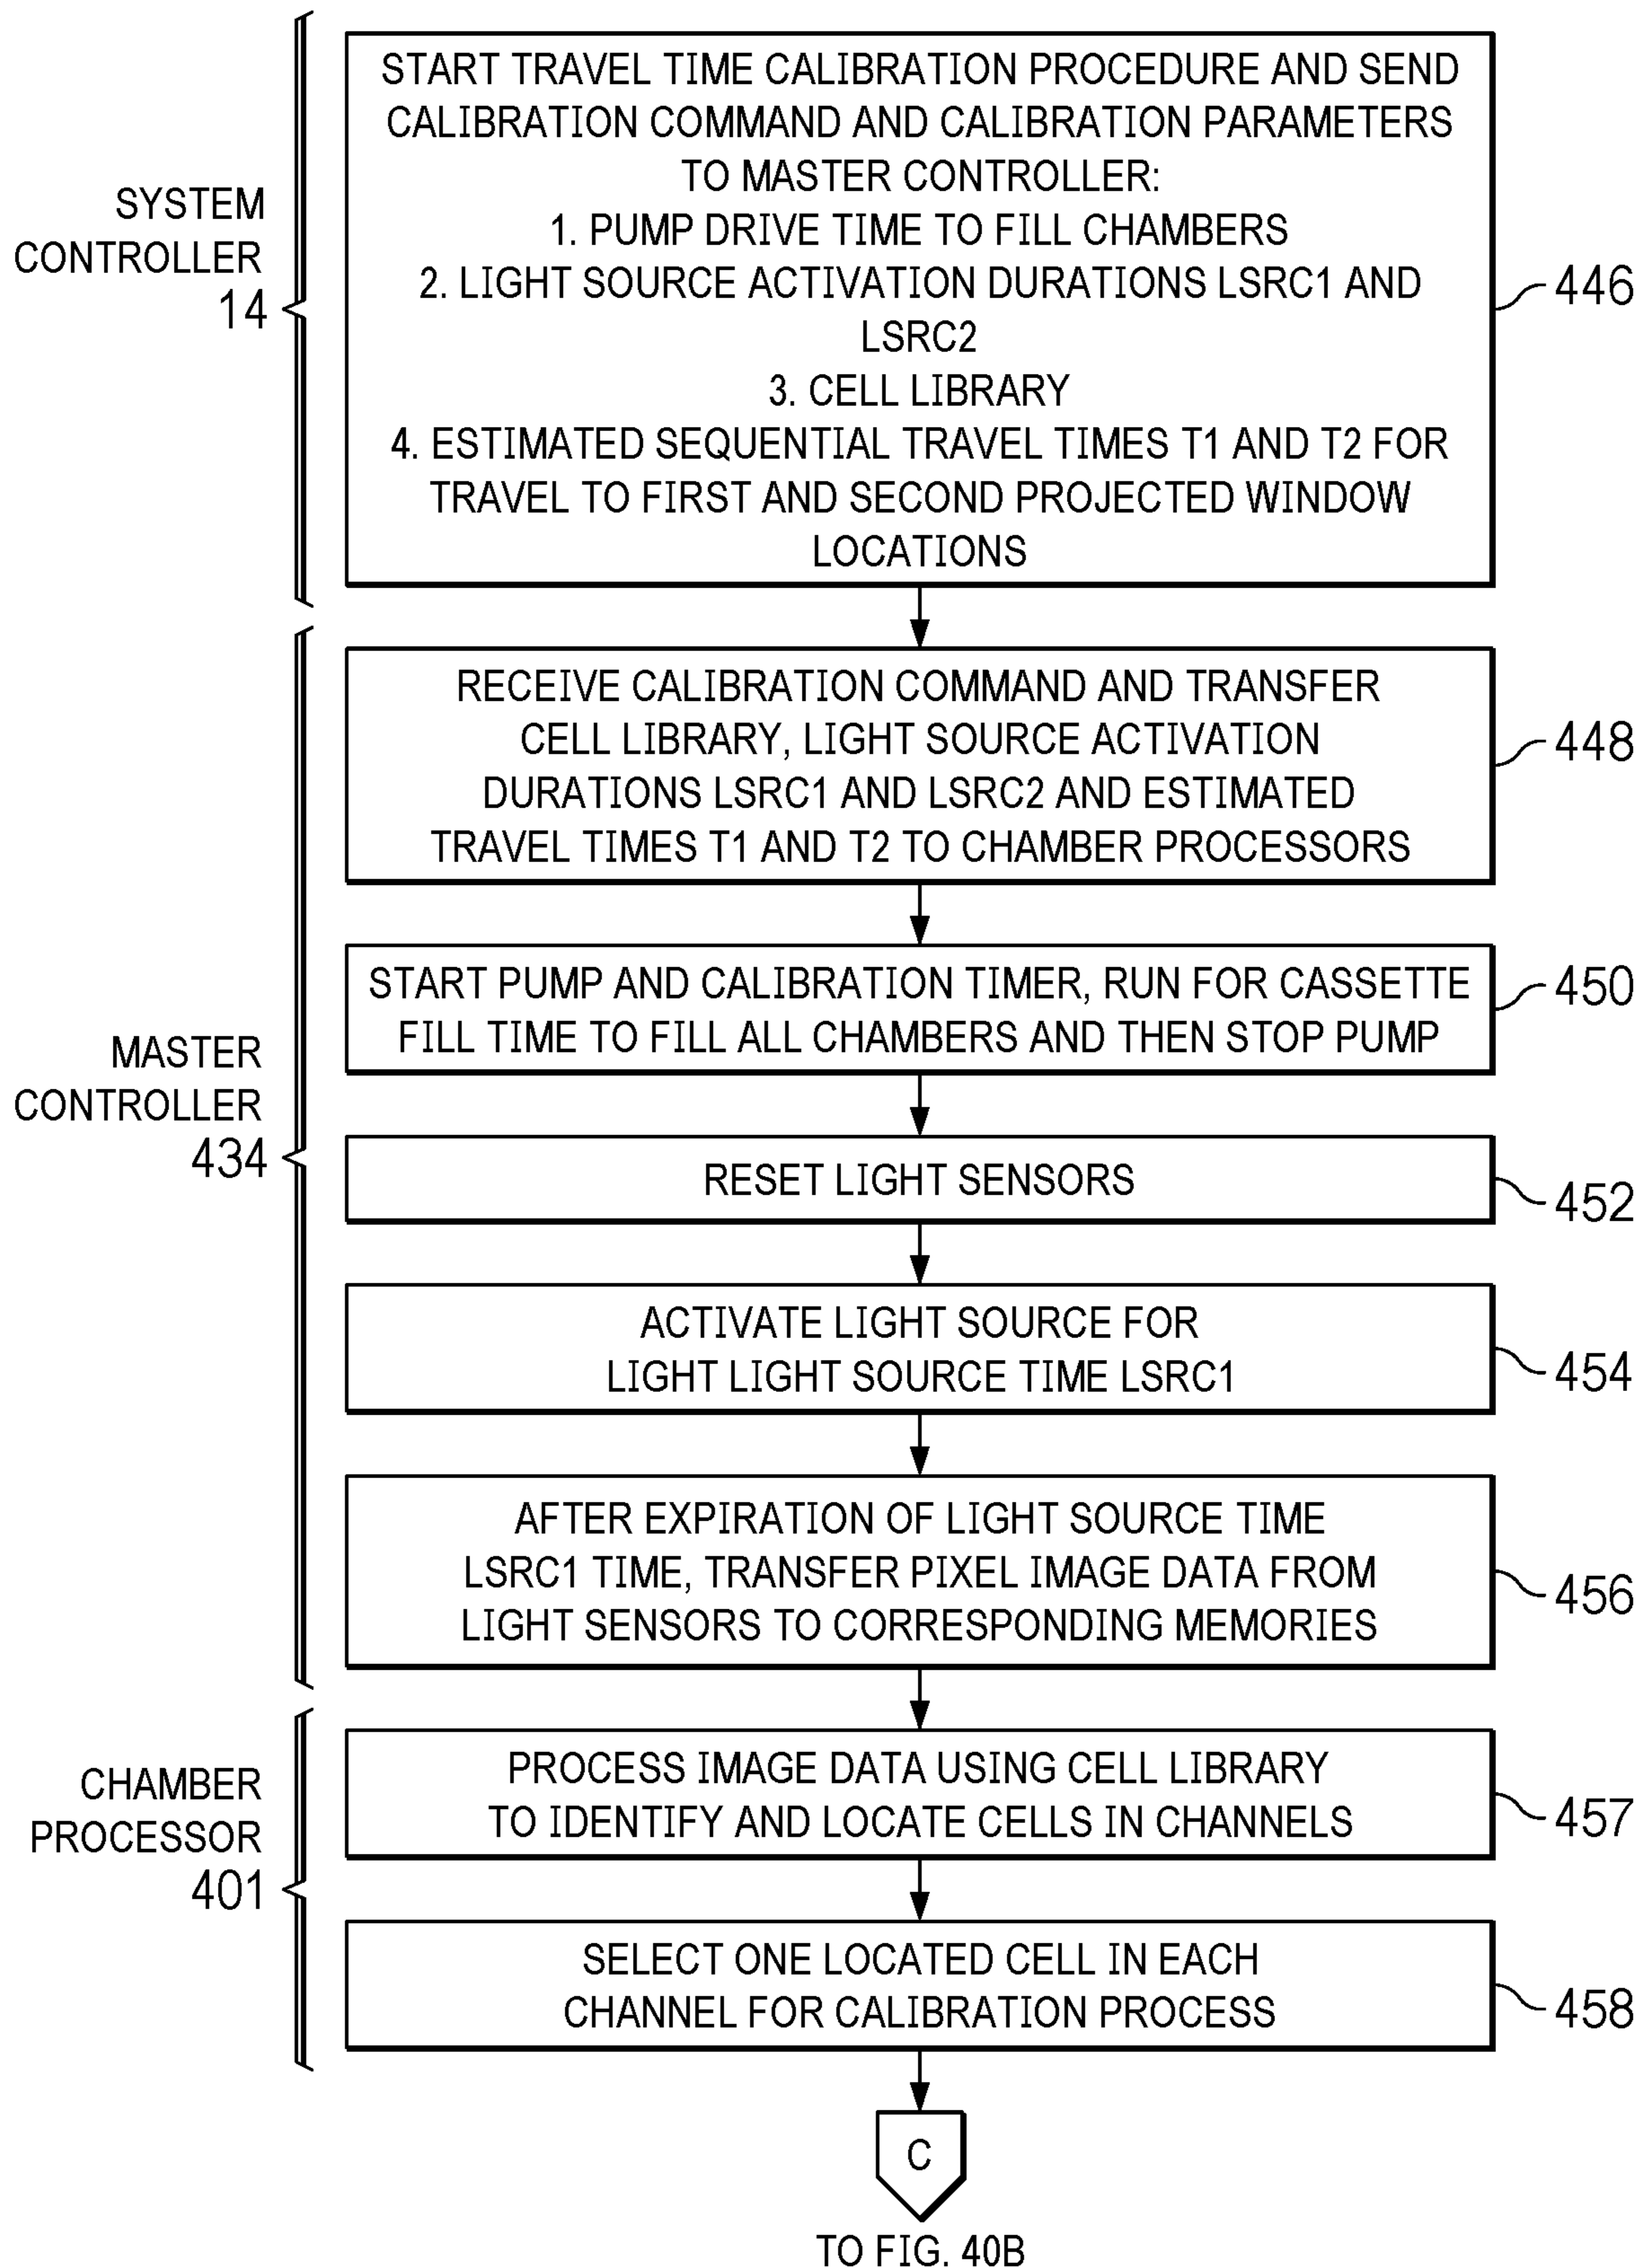 START TRAVEL TIME CALIBRATION PROCEDURE AND SEND
CALIBRATION COMMAND AND CALIBRATION PARAMETERS
TO MASTER CONTROLLER:
1. PUMP DRIVE TIME TO FILL CHAMBERS
2. LIGHT SOURCE ACTIVATION DURATIONS LSRC1 AND
LSRC2
3. CELL LIBRARY
4. ESTIMATED SEQUENTIAL TRAVEL TIMES T1 AND T2 FOR
TRAVEL TO FIRST AND SECOND PROJECTED WINDOW
LOCATIONS
SYSTEM
CONTROLLER
14
446
RECEIVE CALIBRATION COMMAND AND TRANSFER
CELL LIBRARY, LIGHT SOURCE ACTIVATION
DURATIONS LSRC1 AND LSRC2 AND ESTIMATED
TRAVEL TIMES T1 AND T2 TO CHAMBER PROCESSORS
448
START PUMP AND CALIBRATION TIMER, RUN FOR CASSETTE
FILL TIME TO FILL ALL CHAMBERS AND THEN STOP PUMP
450
MASTER
CONTROLLER
434
RESET LIGHT SENSORS
452
ACTIVATE LIGHT SOURCE FOR
LIGHT LIGHT SOURCE TIME LSRC1
454
AFTER EXPIRATION OF LIGHT SOURCE TIME
LSRC1 TIME, TRANSFER PIXEL IMAGE DATA FROM
LIGHT SENSORS TO CORRESPONDING MEMORIES
456
CHAMBER
PROCESSOR
401
PROCESS IMAGE DATA USING CELL LIBRARY
TO IDENTIFY AND LOCATE CELLS IN CHANNELS
457
SELECT ONE LOCATED CELL IN EACH
CHANNEL FOR CALIBRATION PROCESS
458
C
TO FIG. 40B